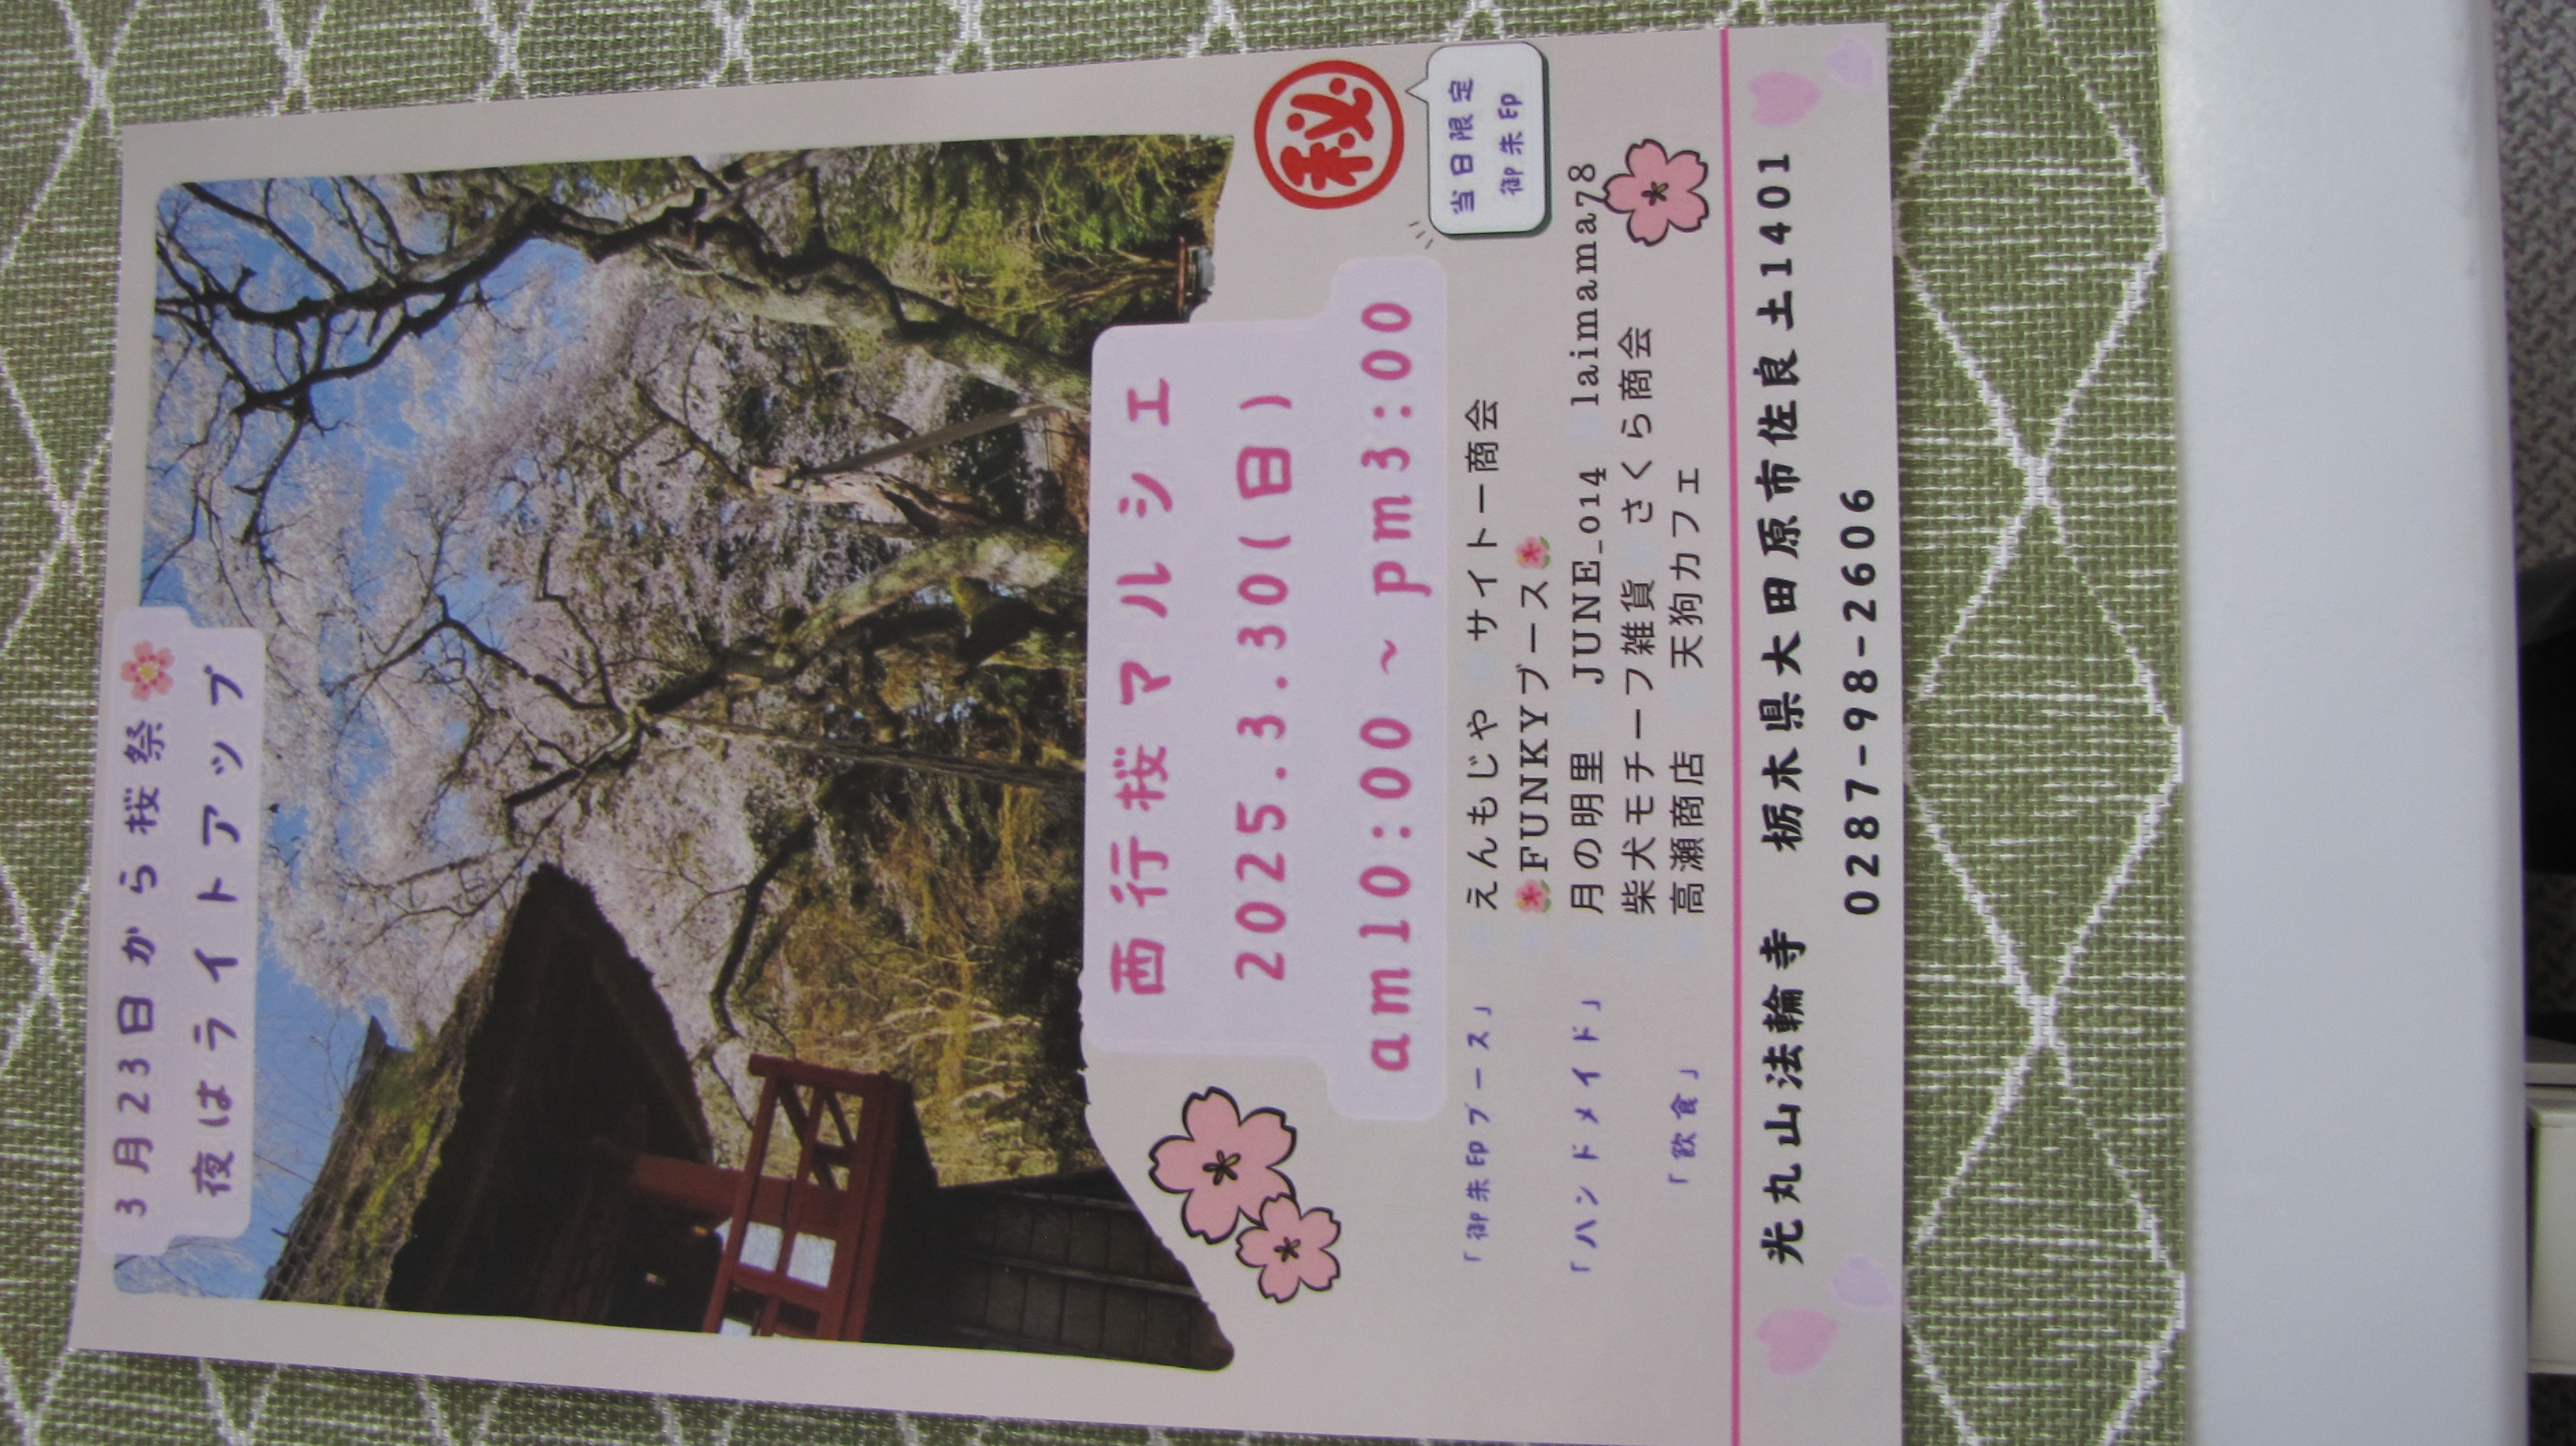 3月23日から桜祭
夜はライトアップ
西行桜マルシェ
2025.3.30(日)
am10:00 ~ pm3:00
㊙
当日限定
御朱印
「御朱印ブース」 えんもじや サイトー商会
FUNKYブース
「ハンドメイド」 月の明里 JUNE_014 laimama78
柴犬モチーフ雑貨 さくら商会
「飲食」 高瀬商店 天狗カフェ
光丸山法輪寺 栃木県大田原市佐良土1401
0287-98-2606